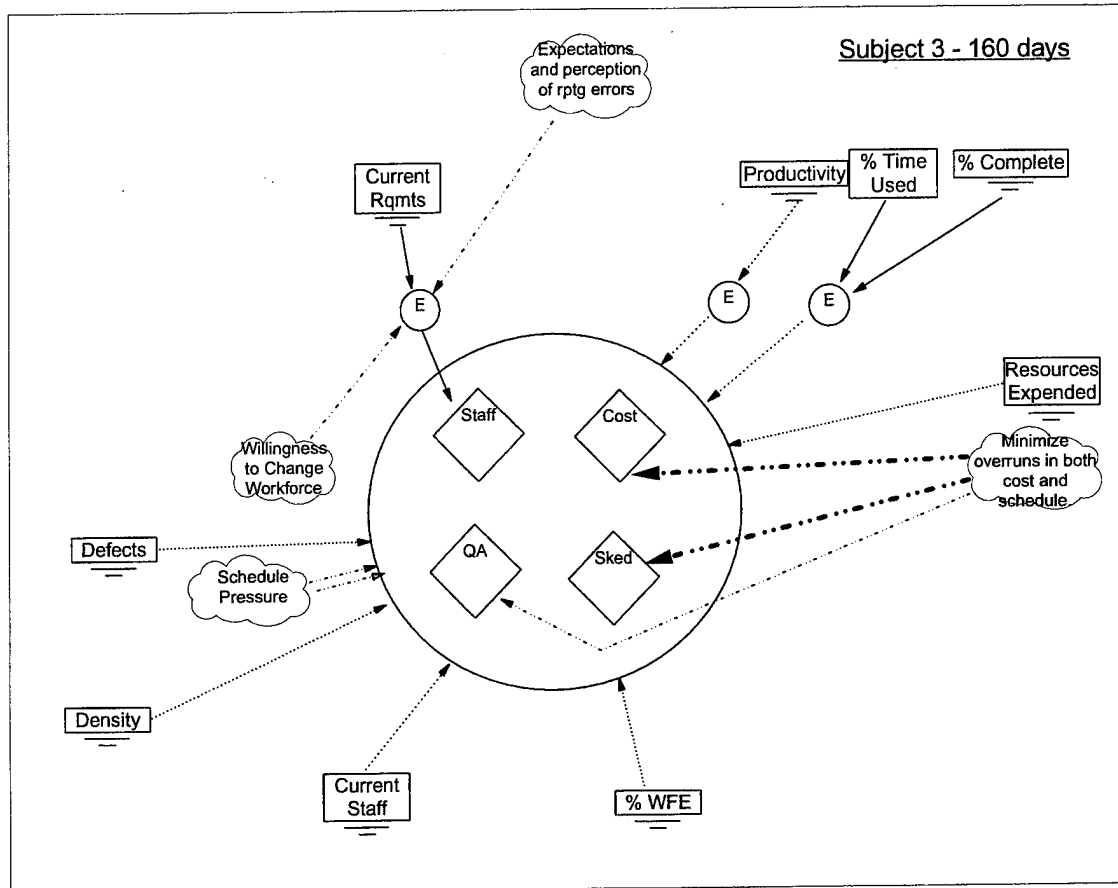 Subject 3 - 160 days
Expectations
and perception
of rptg errors
Current
Rqmts
Productivity
% Time
Used
% Complete
E
E
E
Resources
Expended
Staff
Cost
Willingness
to Change
Workforce
Minimize
overruns in both
cost and
schedule
Defects
QA
Sked
Schedule
Pressure
Density
Current
Staff
% WFE